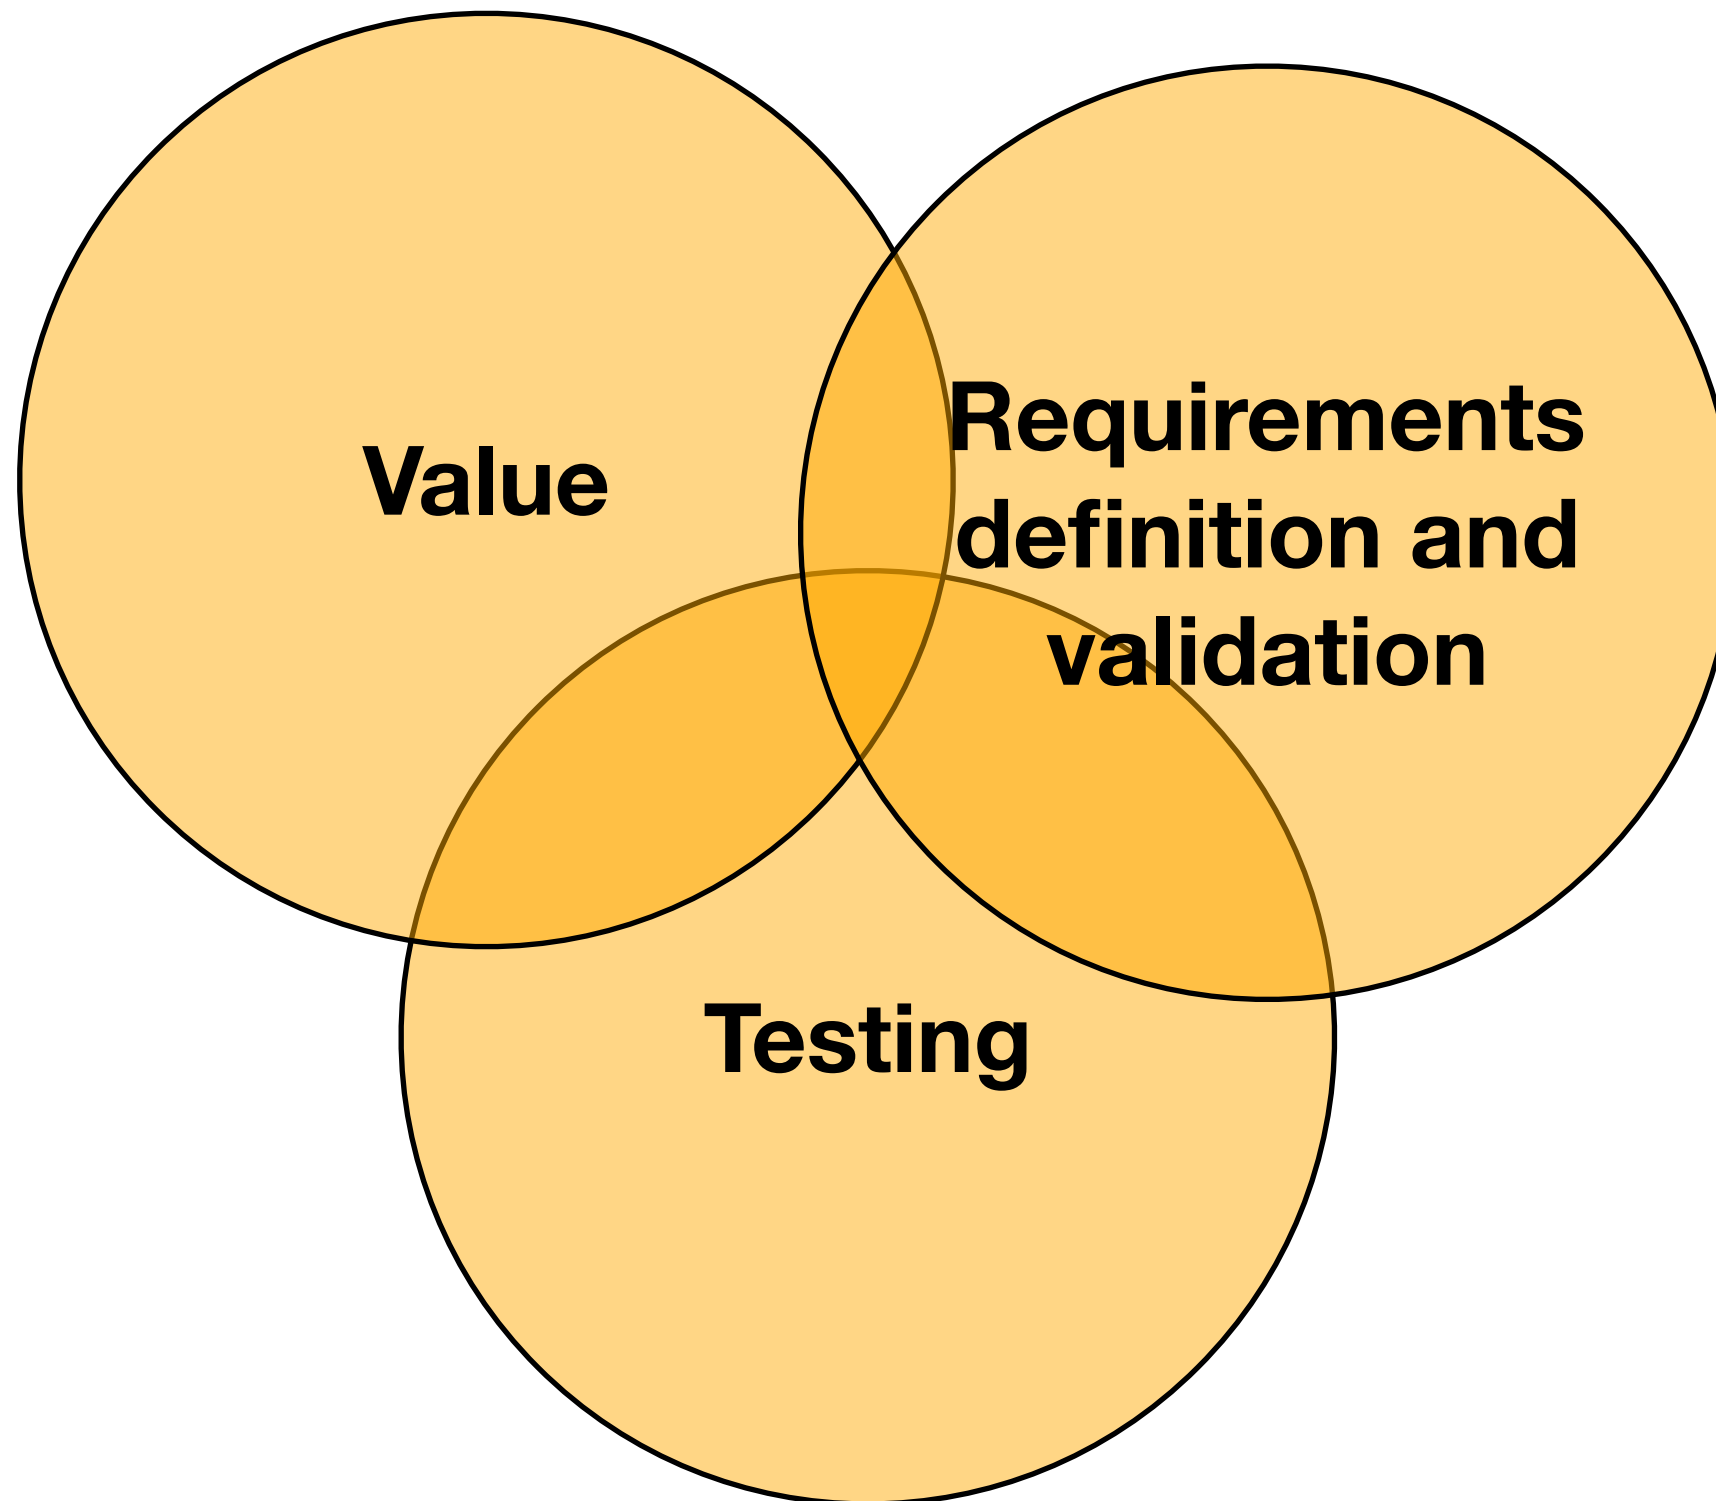 Value
Requirements
definition and
validation
Testing